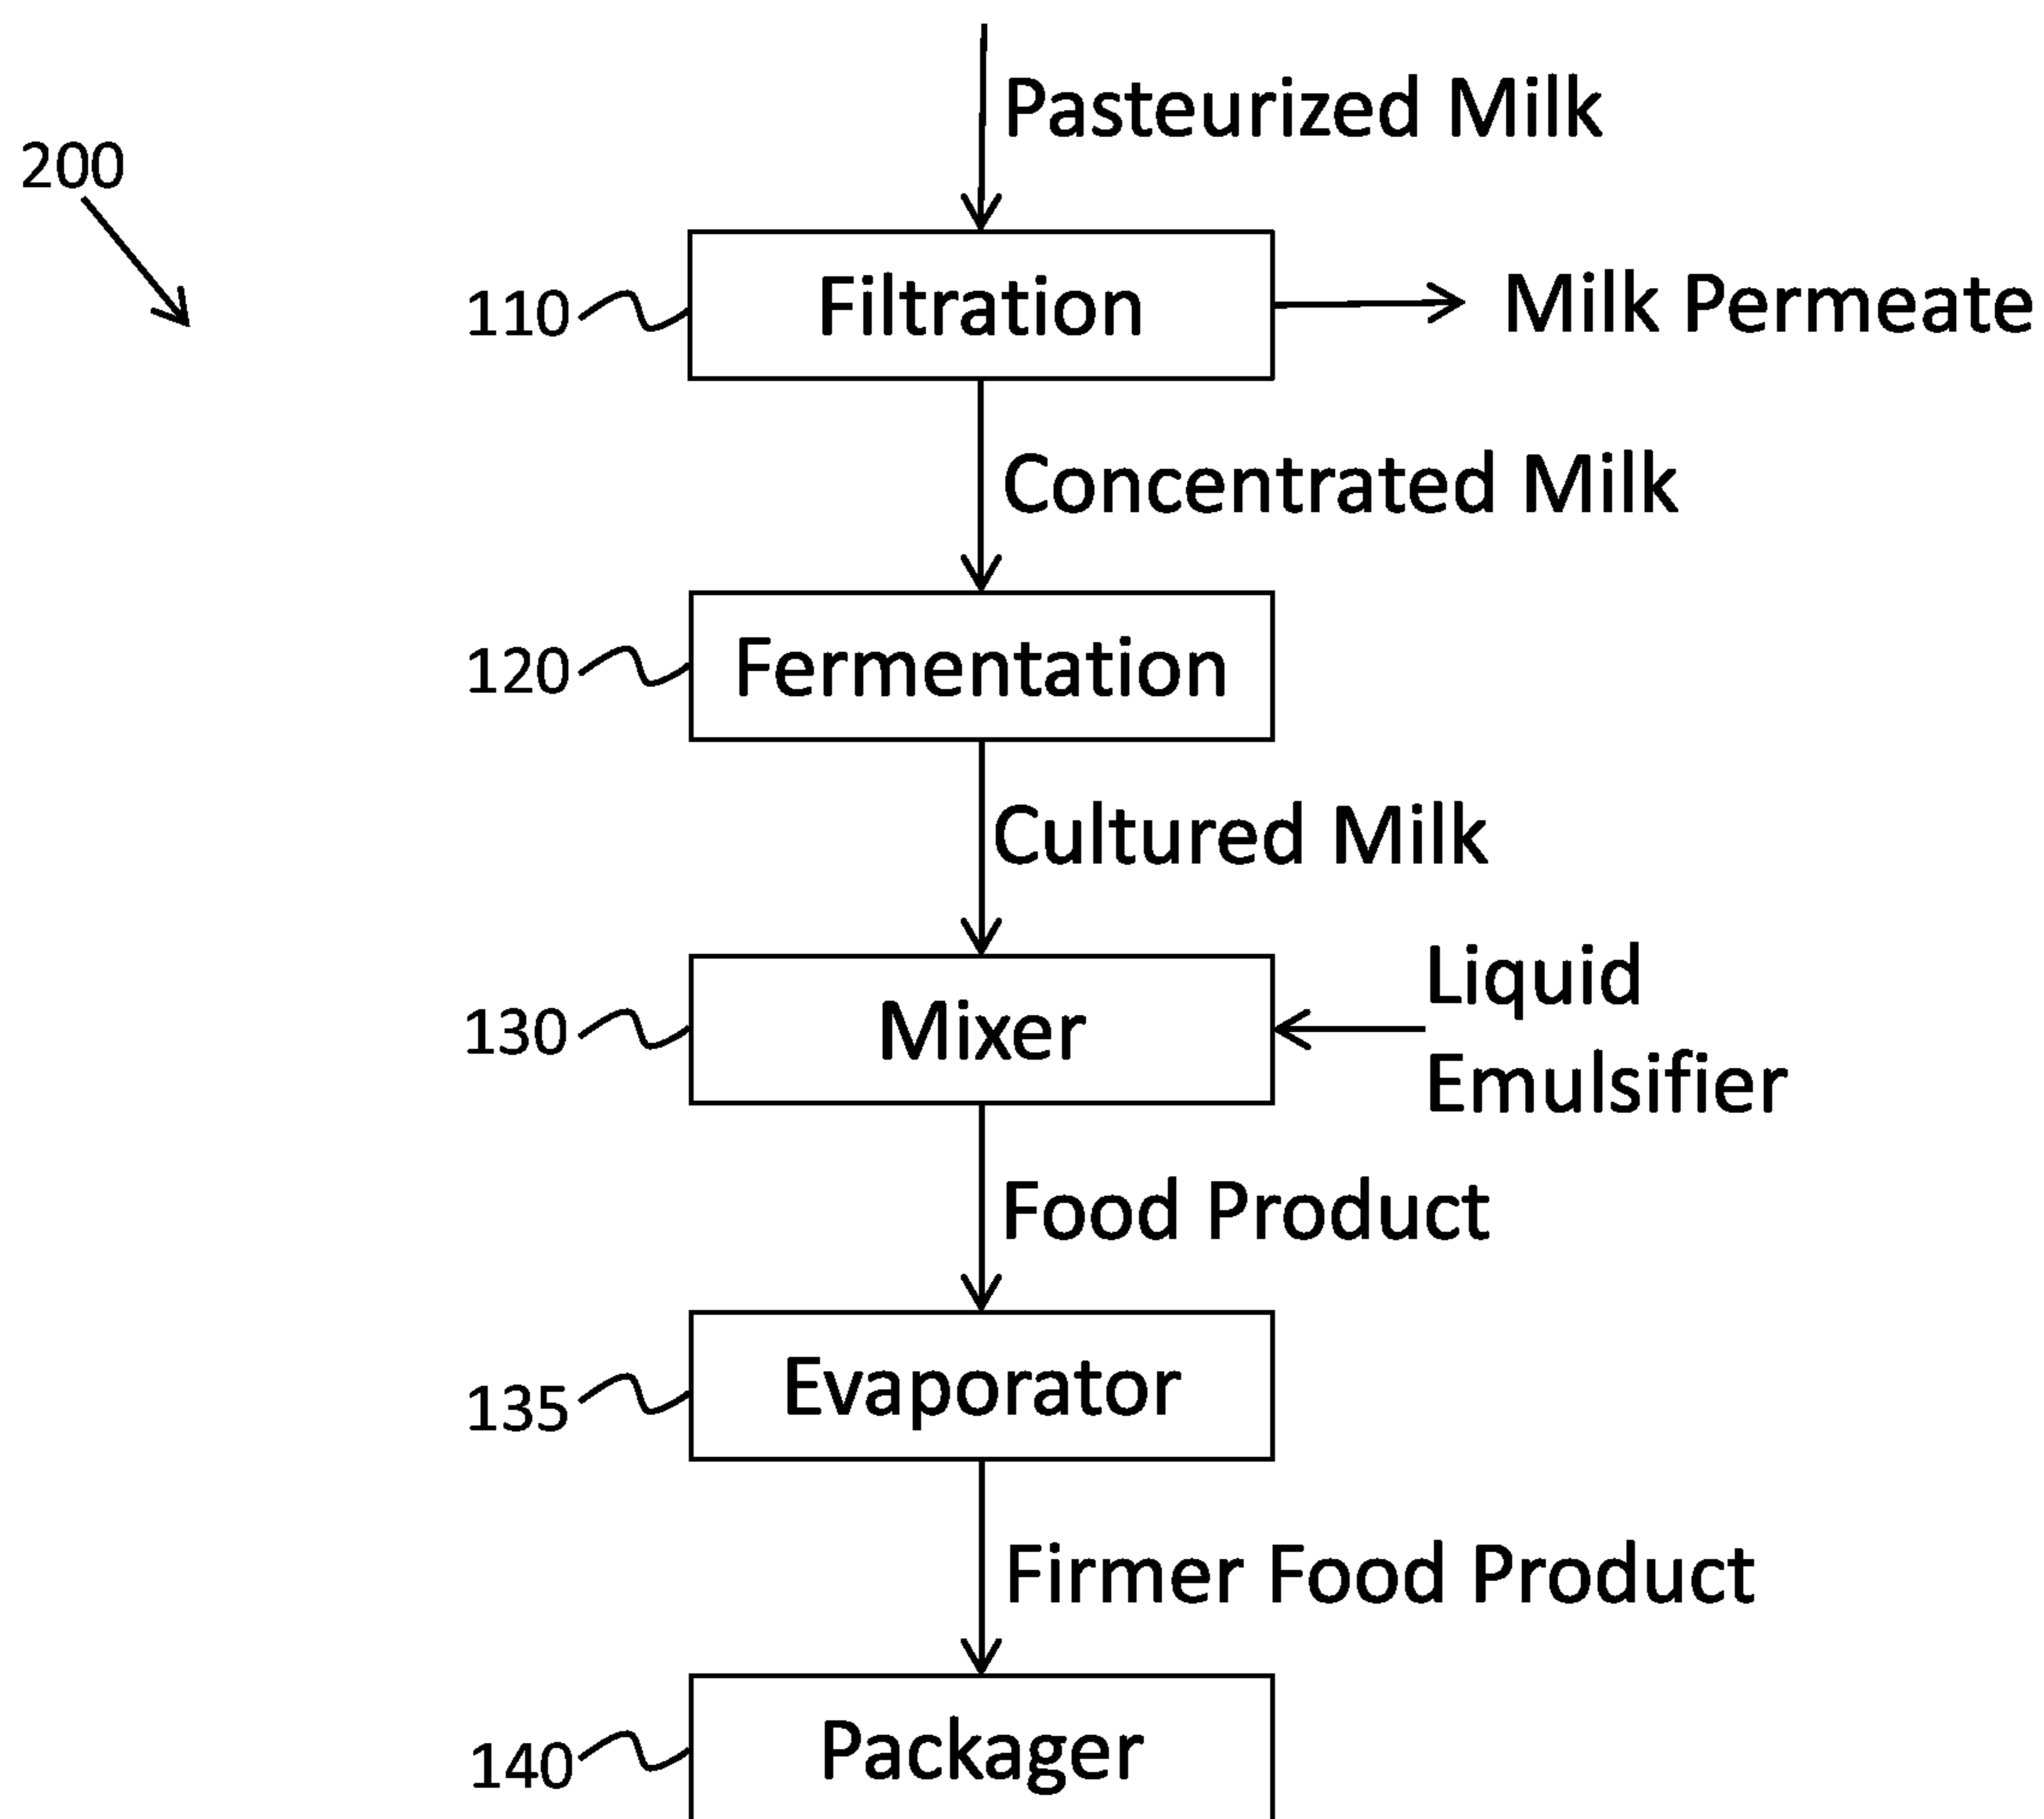 Pasteurized Milk
200
110
Filtration
Milk Permeate
Concentrated Milk
120
Fermentation
Cultured Milk
130
Mixer
Liquid
Emulsifier
Food Product
135
Evaporator
Firmer Food Product
140
Packager